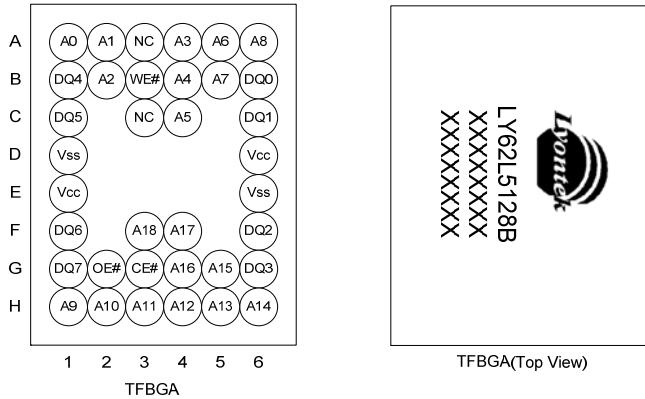 A A0 A1 NC A3 A6 A8
B DQ4 A2 WE# A4 A7 DQ0
C DQ5 NC A5 DQ1
D Vss Vcc
E Vcc Vss
F DQ6 A18 A17 DQ2
G DQ7 OE# CE# A16 A15 DQ3
H A9 A10 A11 A12 A13 A14
1 2 3 4 5 6
TFBGA
Lyontek
LY62L5128B
XXXXXXXX
XXXXXXXX
TFBGA(Top View)